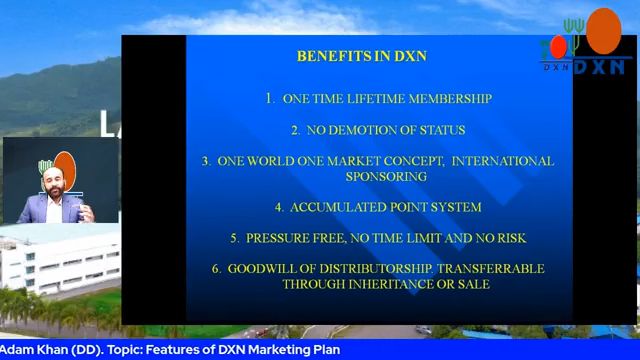 BENEFITS IN DXN
1. ONE TIME LIFETIME MEMBERSHIP
2. NO DEMOTION OF STATUS
3. ONE WORLD ONE MARKET CONCEPT, INTERNATIONAL
SPONSORING
4. ACCUMULATED POINT SYSTEM
5. PRESSURE FREE, NO TIME LIMIT AND NO RISK
6. GOODWILL OF DISTRIBUTORSHIP TRANSFERRABLE
THROUGH INHERITANCE OR SALE
DXN
DXN
LA
Adam Khan (DD). Topic: Features of DXN Marketing Plan